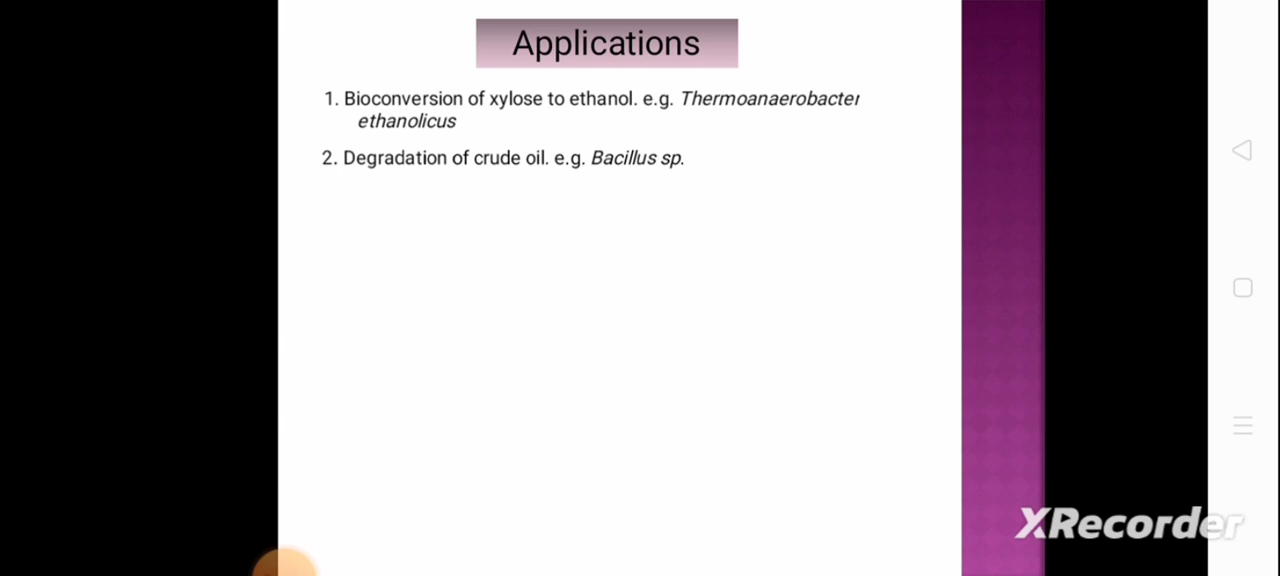 Applications
1. Bioconversion of xylose to ethanol. e.g. Thermoanaerobacter
ethanolicus
2. Degradation of crude oil. e.g. Bacillus sp.
XRecorder